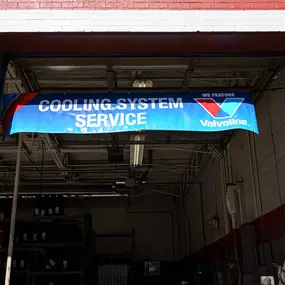 COOLING SYSTEM
SERVICE
WE FEATURE
Valvoline